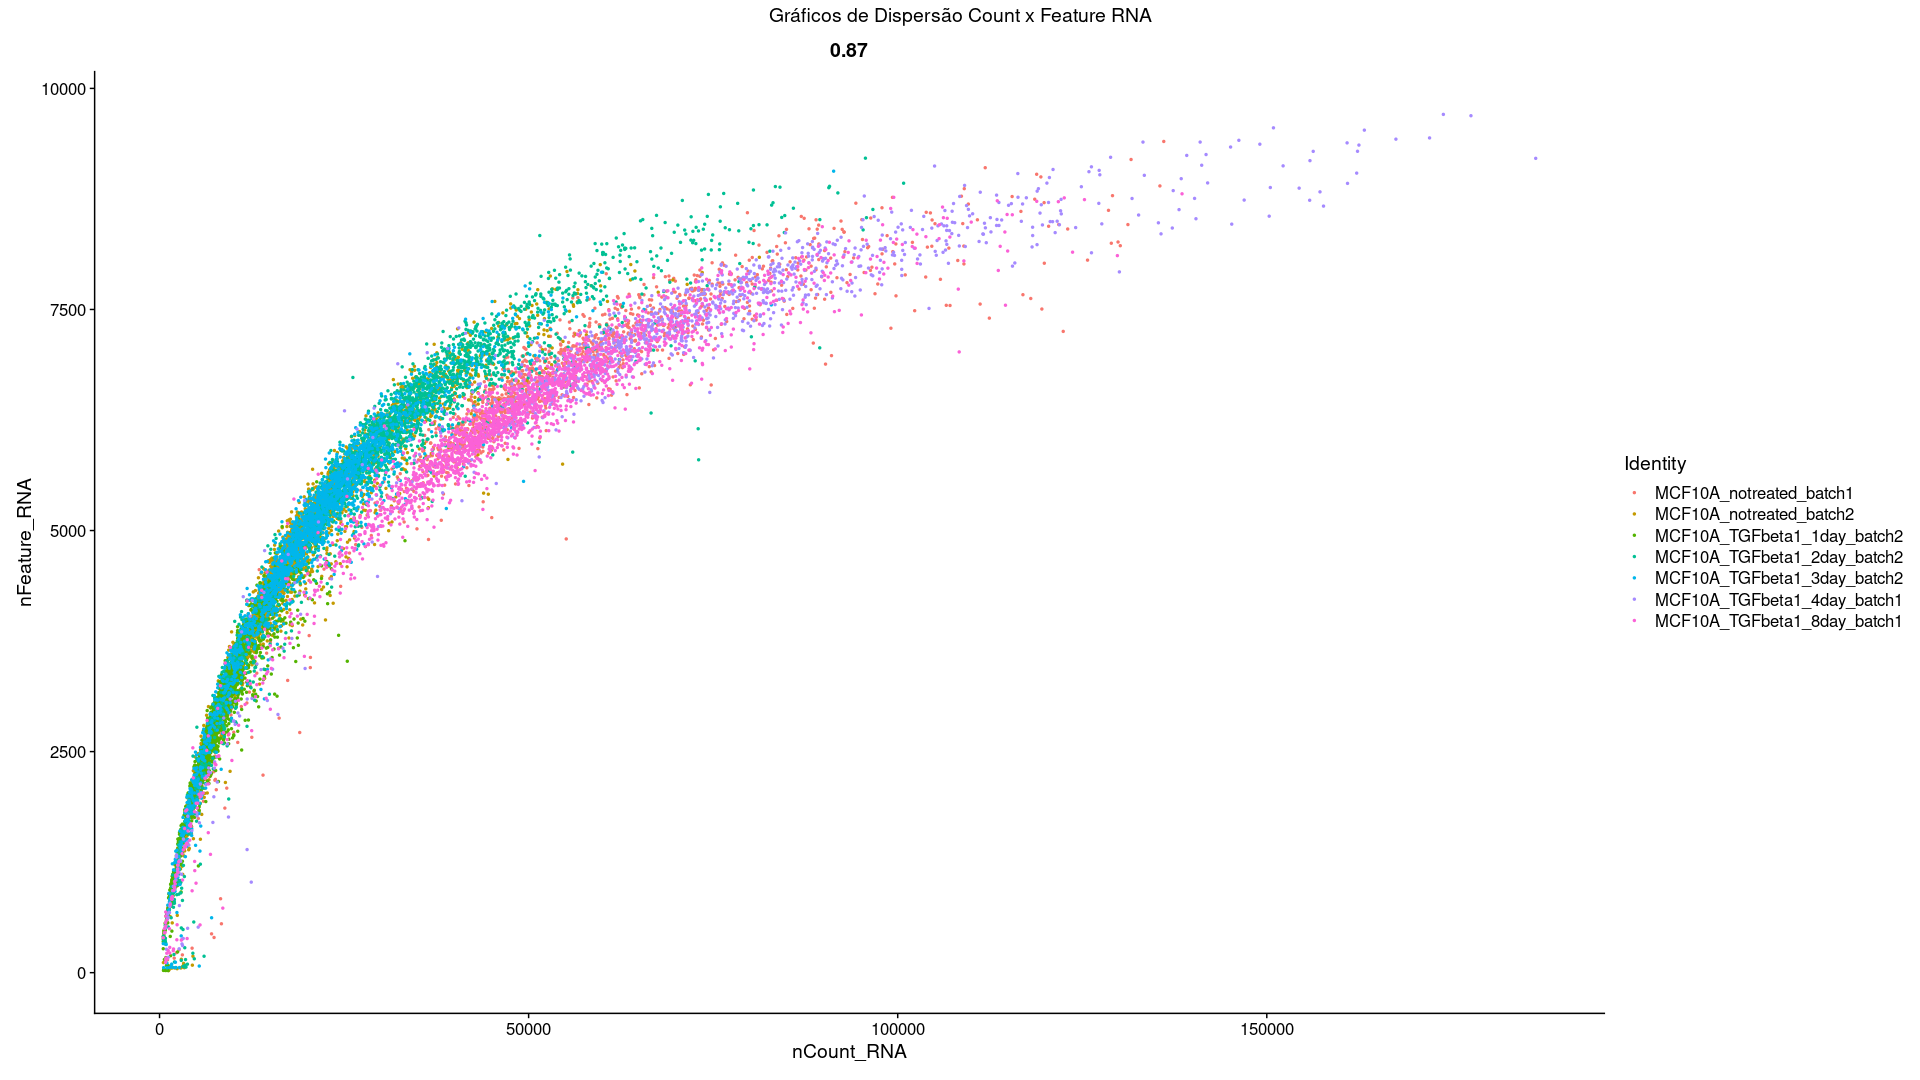 Gráficos de Dispersão Count x Feature RNA
0.87
10000
7500
5000
2500
0
nFeature_RNA
0
50000
100000
150000
nCount_RNA
Identity
MCF10A_notreated_batch1
MCF10A_notreated_batch2
MCF10A_TGFbeta1_1day_batch2
MCF10A_TGFbeta1_2day_batch2
MCF10A_TGFbeta1_3day_batch2
MCF10A_TGFbeta1_4day_batch1
MCF10A_TGFbeta1_8day_batch1